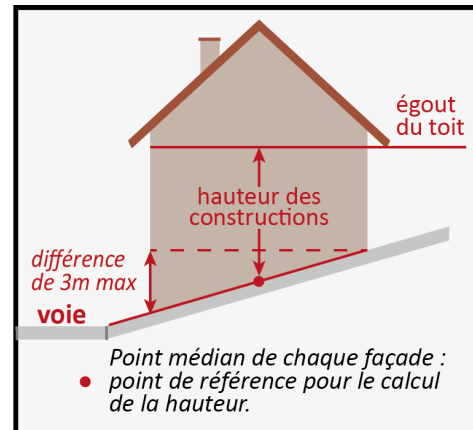 égout
du toit
hauteur des
constructions
différence
de 3m max
voie
Point médian de chaque façade :
point de référence pour le calcul
de la hauteur.